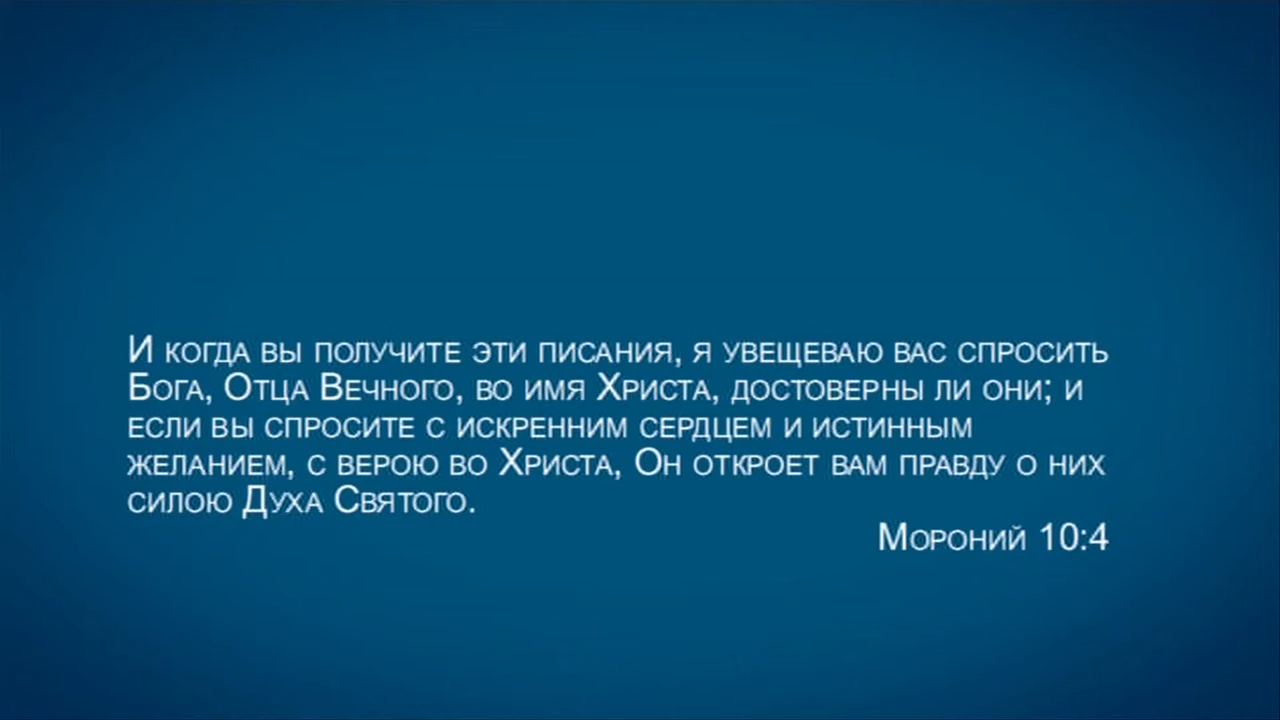 И когда вы получите эти писания, я увещеваю вас спросить
Бога, Отца Вечного, во имя Христа, достоверны ли они; и
если вы спросите с искренним сердцем и истинным
желанием, с верою во Христа, Он откроет вам правду о них
силою Духа Святого.
Мороний 10:4